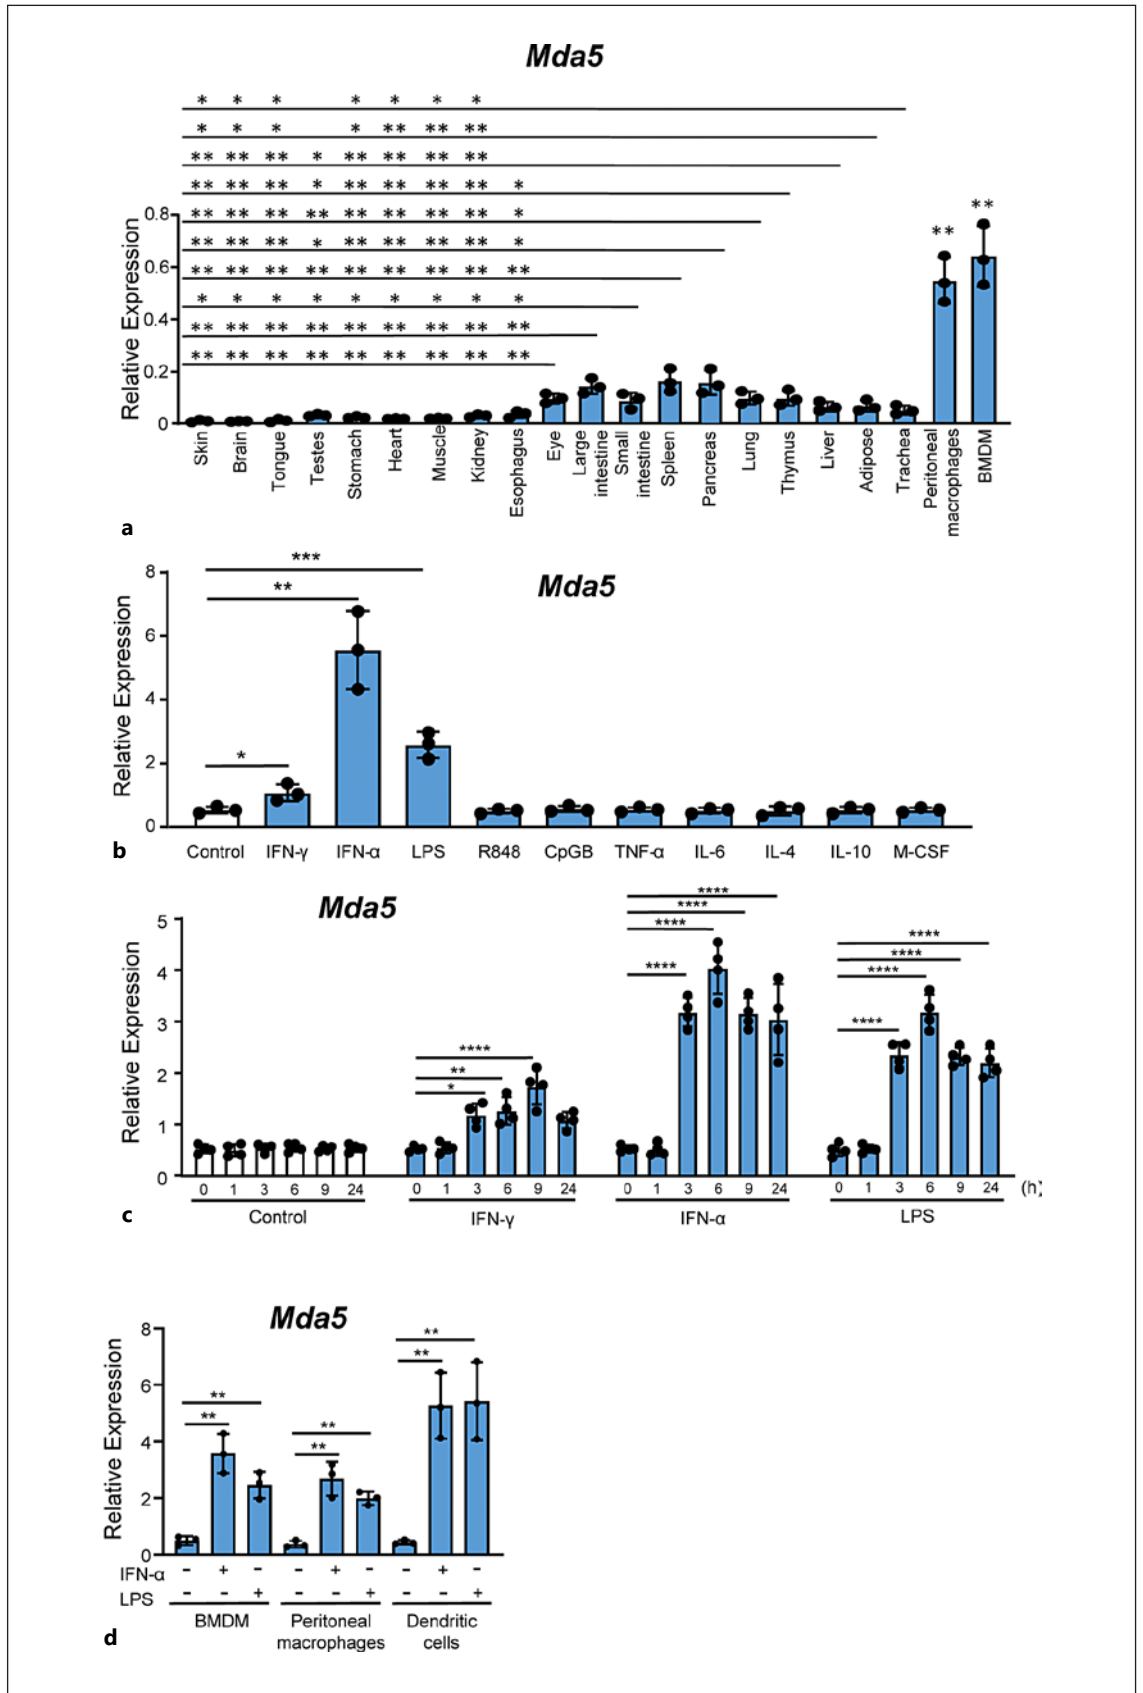 Mda5
* * * * * * *
* * * * ** ** **
** ** ** * ** ** ** **
** ** ** * ** ** ** ** *
** ** ** ** ** ** ** ** *
** ** ** * ** ** ** ** *
** ** ** ** ** ** ** ** **
* * * * * * * * *
** ** ** ** ** ** ** ** **
** ** ** ** ** ** ** ** **
** **
Relative Expression
0.8
0.6
0.4
0.2
0
Skin
Brain
Tongue
Testes
Stomach
Heart
Muscle
Kidney
Esophagus
Eye
Large
intestine
Small
intestine
Spleen
Pancreas
Lung
Thymus
Liver
Adipose
Trachea
Peritoneal
macrophages
BMDM
a
Mda5
***
**
*
Relative Expression
8
6
4
2
0
Control IFN-γ IFN-α LPS R848 CpGB TNF-α IL-6 IL-4 IL-10 M-CSF
b
Mda5
Relative Expression
5
4
3
2
1
0
****
**
*
****
****
****
****
****
****
****
****
0 1 3 6 9 24 0 1 3 6 9 24 0 1 3 6 9 24 0 1 3 6 9 24 (h)
Control IFN-γ IFN-α LPS
c
Mda5
Relative Expression
8
6
4
2
0
**
**
**
**
**
**
IFN-α - + - - + - - + -
LPS - - + - - + - - +
BMDM Peritoneal Dendritic
macrophages cells
d